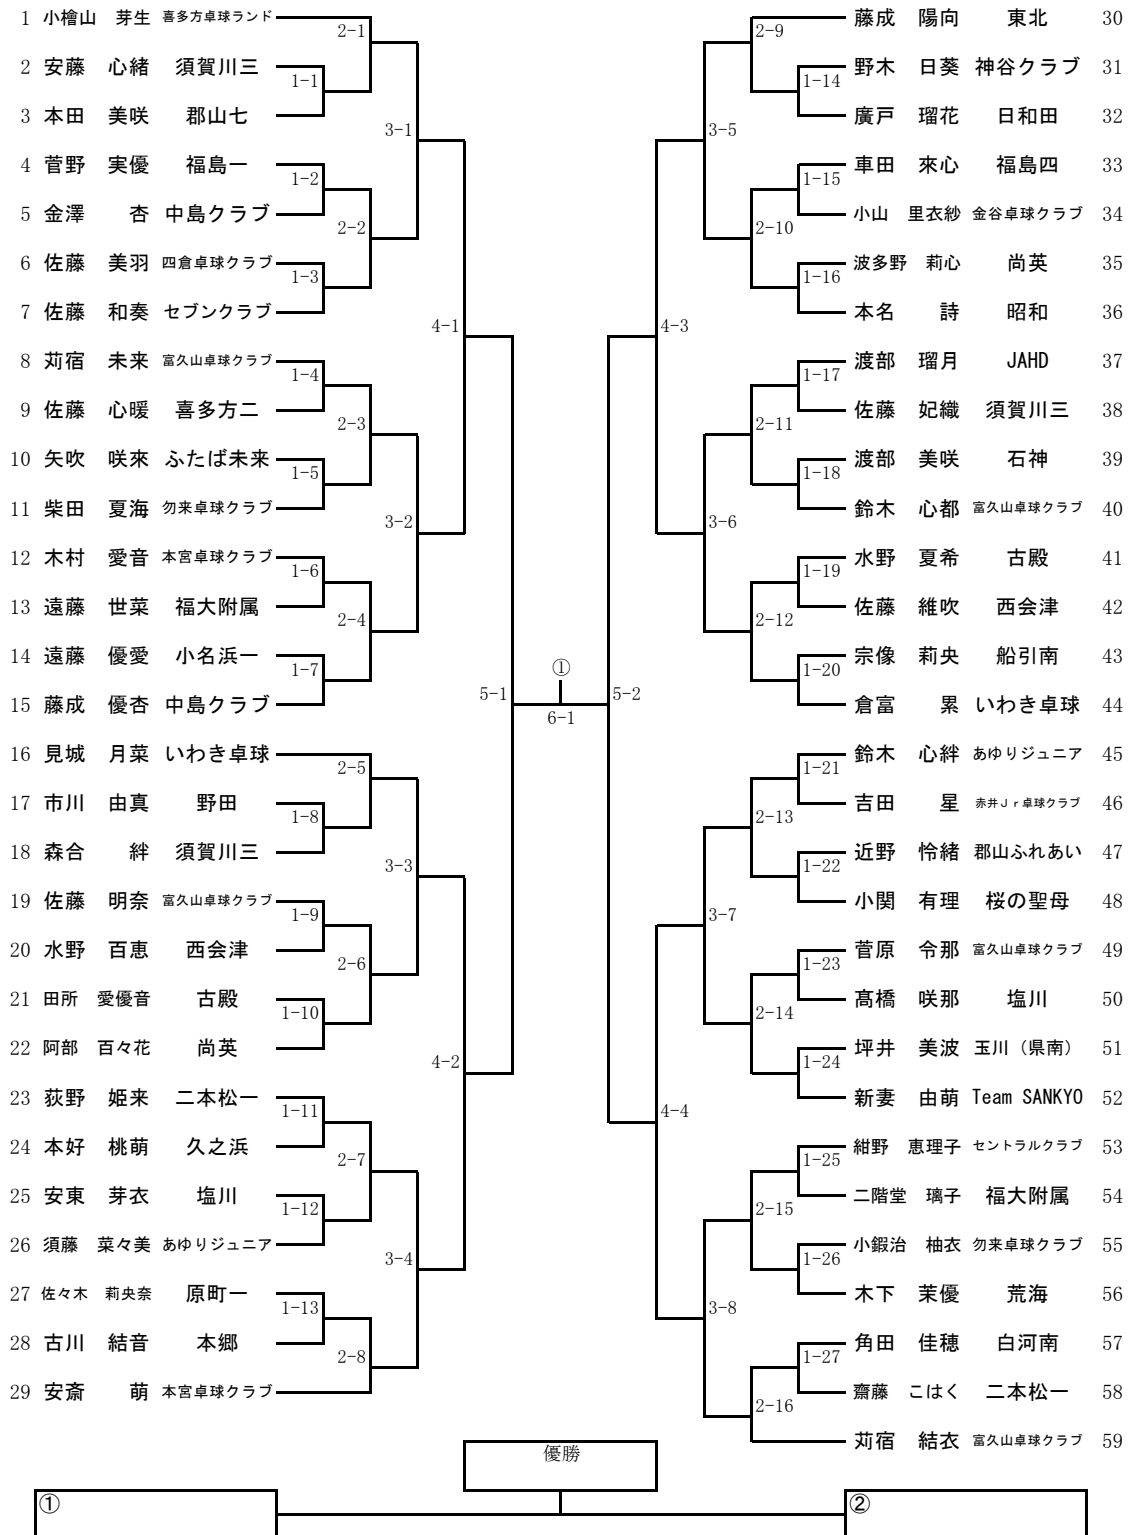 1 小檜山 芽生 喜多方卓球ランド
2-1
2 安藤 心緒 須賀川三
1-1
3 本田 美咲 郡山七
3-1
4 菅野 実優 福島一
1-2
5 金澤 杏 中島クラブ
2-2
6 佐藤 美羽 四倉卓球クラブ
1-3
7 佐藤 和奏 セブンクラブ
4-1
8 苅宿 未来 富久山卓球クラブ
1-4
9 佐藤 心暖 喜多方二
2-3
10 矢吹 咲來 ふたば未来
1-5
11 柴田 夏海 勿来卓球クラブ
3-2
12 木村 愛音 本宮卓球クラブ
1-6
13 遠藤 世菜 福大附属
2-4
14 遠藤 優愛 小名浜一
1-7
15 藤成 優杏 中島クラブ
5-1
16 見城 月菜 いわき卓球
2-5
17 市川 由真 野田
1-8
18 森合 絆 須賀川三
3-3
19 佐藤 明奈 富久山卓球クラブ
1-9
20 水野 百恵 西会津
2-6
21 田所 愛優音 古殿
1-10
22 阿部 百々花 尚英
4-2
23 荻野 姫来 二本松一
1-11
24 本好 桃萌 久之浜
2-7
25 安東 芽衣 塩川
1-12
26 須藤 菜々美 あゆりジュニア
3-4
27 佐々木 莉央奈 原町一
1-13
28 古川 結音 本郷
2-8
29 安斎 萌 本宮卓球クラブ
①
6-1
藤成 陽向 東北 30
2-9
野木 日葵 神谷クラブ 31
1-14
廣戸 瑠花 日和田 32
3-5
車田 來心 福島四 33
1-15
小山 里衣紗 金谷卓球クラブ 34
2-10
波多野 莉心 尚英 35
1-16
本名 詩 昭和 36
4-3
渡部 瑠月 JAHD 37
1-17
佐藤 妃織 須賀川三 38
2-11
渡部 美咲 石神 39
1-18
鈴木 心都 富久山卓球クラブ 40
3-6
水野 夏希 古殿 41
1-19
佐藤 維吹 西会津 42
2-12
宗像 莉央 船引南 43
1-20
倉富 累 いわき卓球 44
5-2
鈴木 心絆 あゆりジュニア 45
1-21
吉田 星 赤井Ｊｒ卓球クラブ 46
2-13
近野 怜緒 郡山ふれあい 47
1-22
小関 有理 桜の聖母 48
3-7
菅原 令那 富久山卓球クラブ 49
1-23
髙橋 咲那 塩川 50
2-14
坪井 美波 玉川（県南） 51
1-24
新妻 由萌 Team SANKYO 52
4-4
紺野 恵理子 セントラルクラブ 53
1-25
二階堂 璃子 福大附属 54
2-15
小鍜治 柚衣 勿来卓球クラブ 55
1-26
木下 茉優 荒海 56
3-8
角田 佳穂 白河南 57
1-27
齋藤 こはく 二本松一 58
2-16
苅宿 結衣 富久山卓球クラブ 59
優勝
①
②